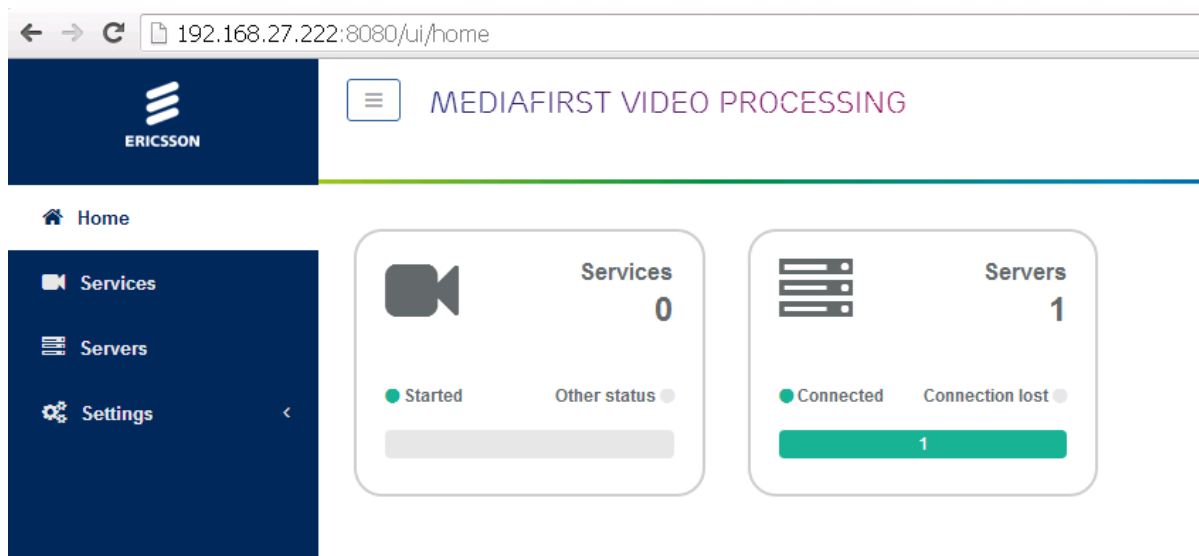 192.168.27.222:8080/ui/home
ERICSSON
MEDIAFIRST VIDEO PROCESSING
Home
Services
Servers
Settings
Services
0
Started
Other status
Servers
1
Connected
Connection lost
1